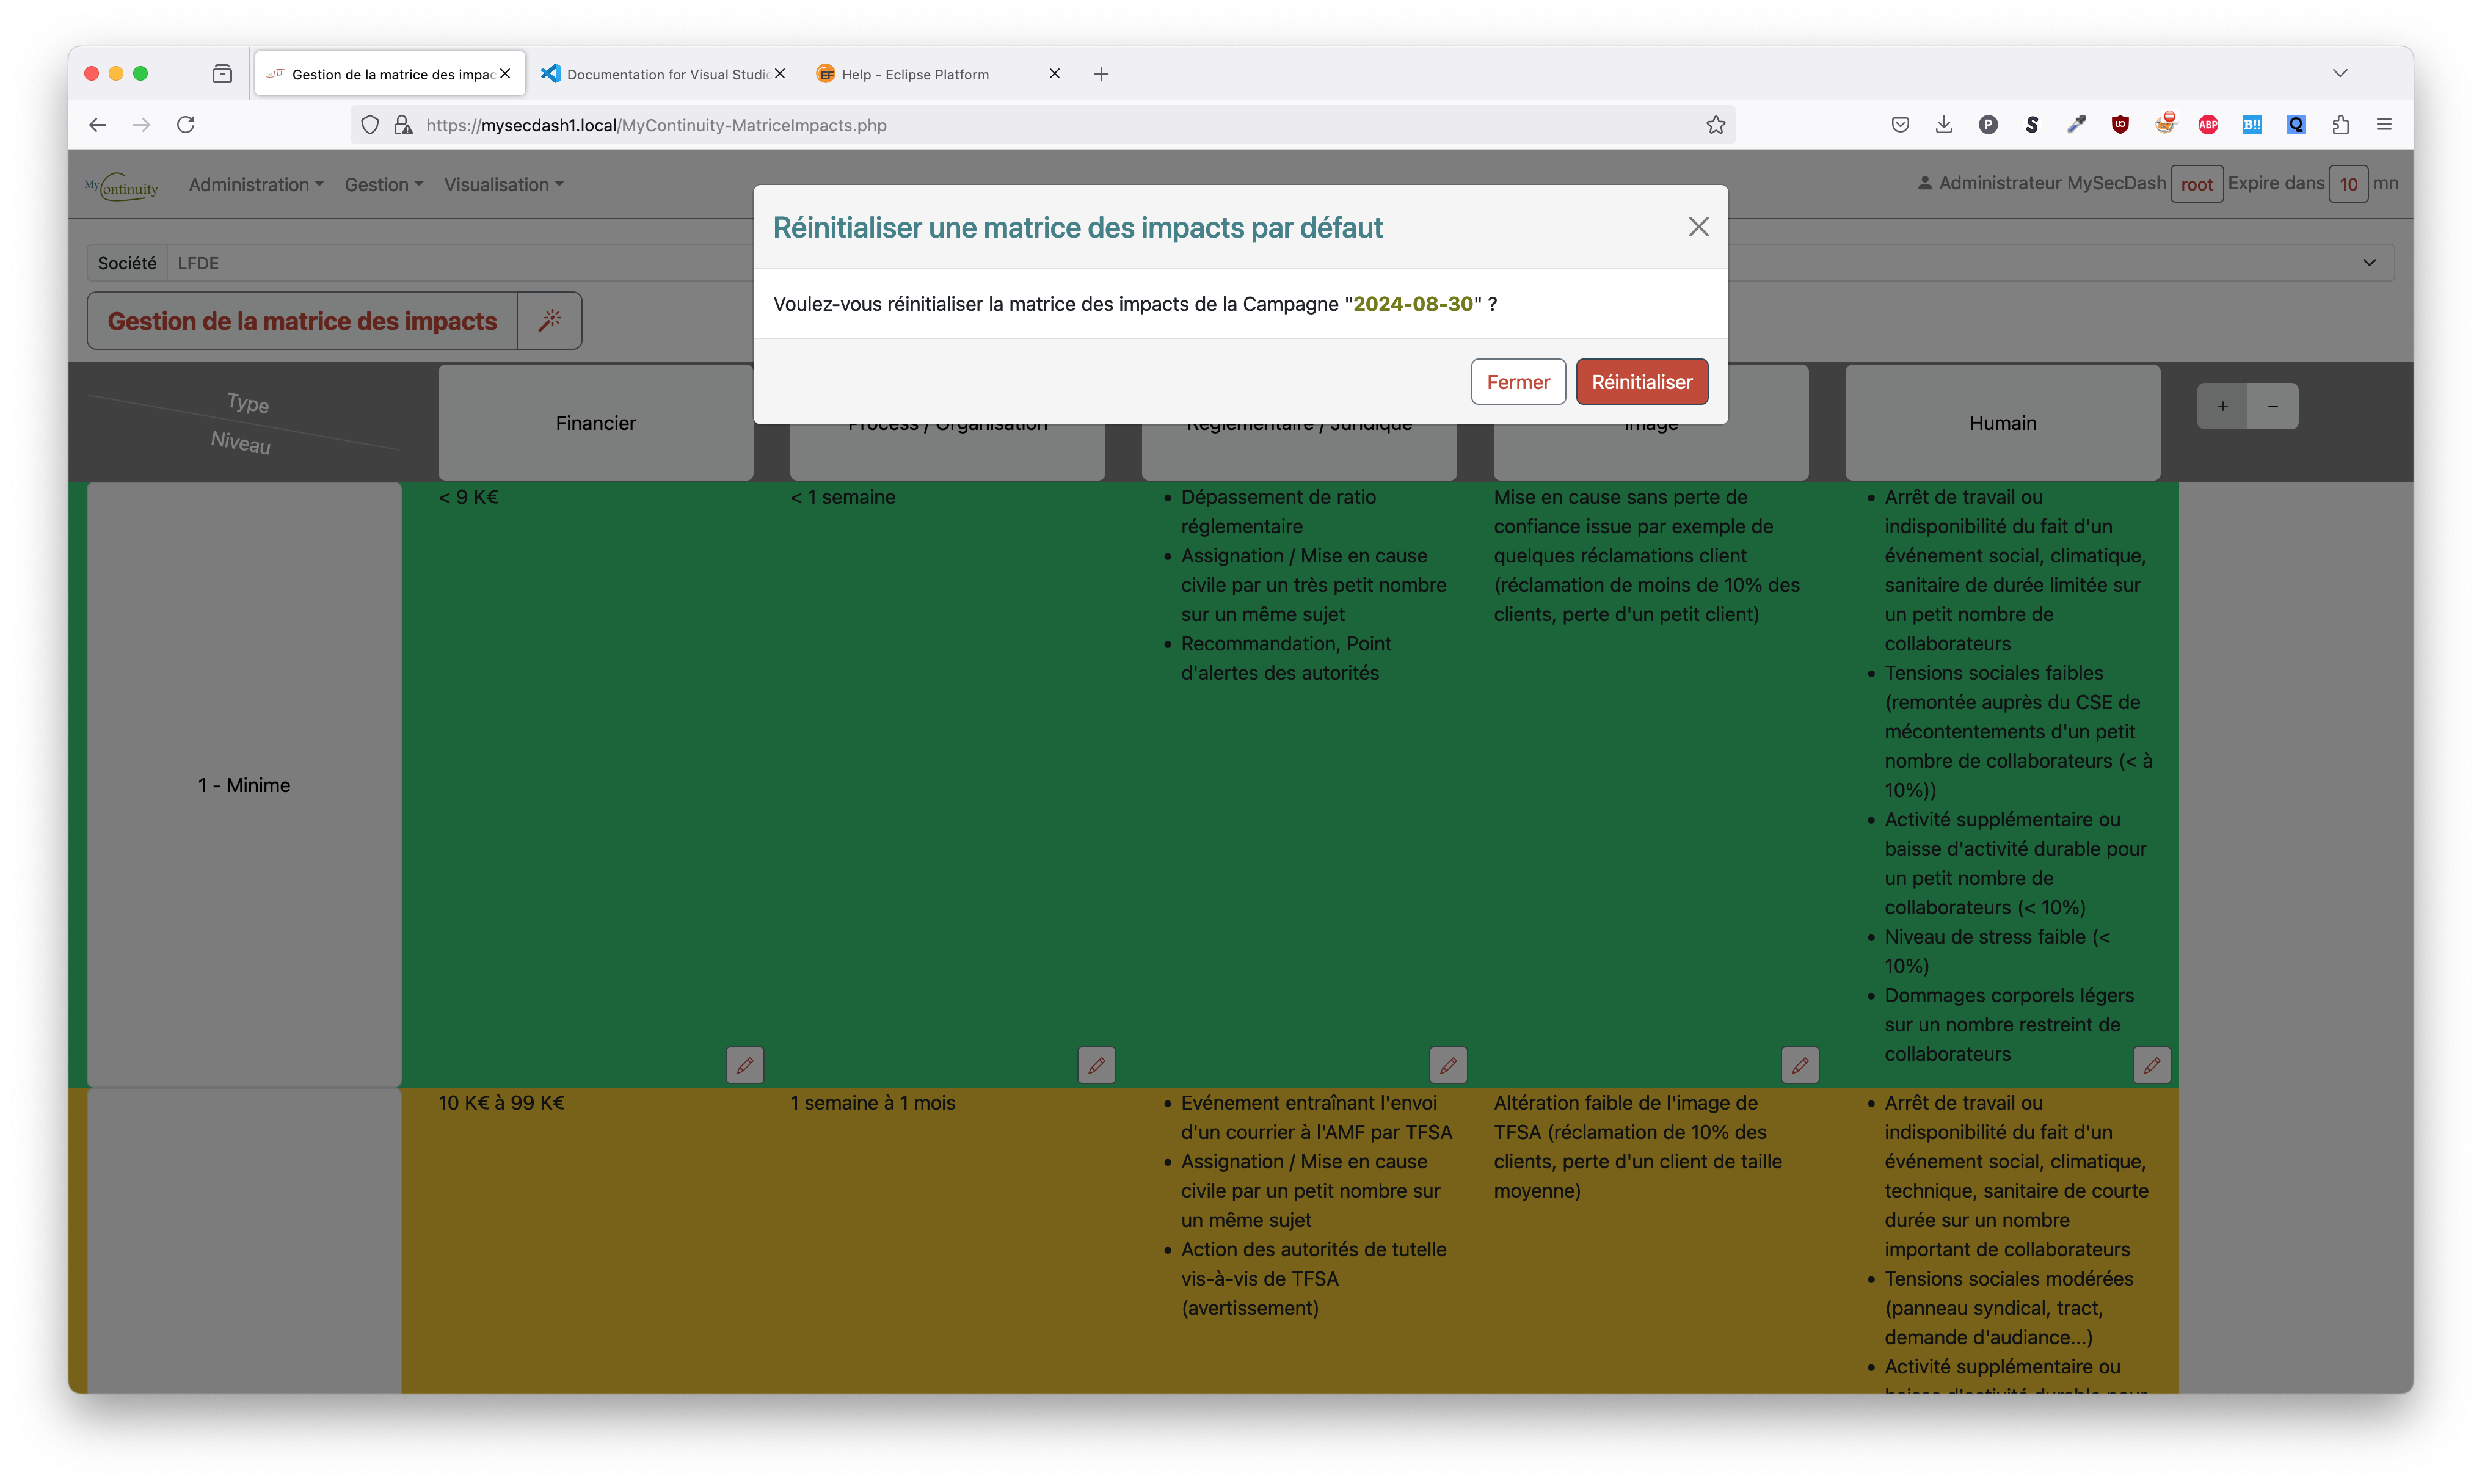 Gestion de la matrice des impac
Documentation for Visual Studio
Help - Eclipse Platform
https://mysecdash1.local/MyContinuity-MatriceImpacts.php
My Continuity
Administration
Gestion
Visualisation
Administrateur MySecDash root Expire dans 10 mn
Société LFDE
Gestion de la matrice des impacts
Réinitialiser une matrice des impacts par défaut
Voulez-vous réinitialiser la matrice des impacts de la Campagne "2024-08-30" ?
Fermer
Réinitialiser
Type
Niveau
Financier
Process / Organisation
Réglementaire / Juridique
Image
Humain
+
−
1 - Minime
< 9 K€
< 1 semaine
• Dépassement de ratio
réglementaire
• Assignation / Mise en cause
civile par un très petit nombre
sur un même sujet
• Recommandation, Point
d'alertes des autorités
Mise en cause sans perte de
confiance issue par exemple de
quelques réclamations client
(réclamation de moins de 10% des
clients, perte d'un petit client)
• Arrêt de travail ou
indisponibilité du fait d'un
événement social, climatique,
sanitaire de durée limitée sur
un petit nombre de
collaborateurs
• Tensions sociales faibles
(remontée auprès du CSE de
mécontentements d'un petit
nombre de collaborateurs (< à
10%))
• Activité supplémentaire ou
baisse d'activité durable pour
un petit nombre de
collaborateurs (< 10%)
• Niveau de stress faible (<
10%)
• Dommages corporels légers
sur un nombre restreint de
collaborateurs
10 K€ à 99 K€
1 semaine à 1 mois
• Evénement entraînant l'envoi
d'un courrier à l'AMF par TFSA
• Assignation / Mise en cause
civile par un petit nombre sur
un même sujet
• Action des autorités de tutelle
vis-à-vis de TFSA
(avertissement)
Altération faible de l'image de
TFSA (réclamation de 10% des
clients, perte d'un client de taille
moyenne)
• Arrêt de travail ou
indisponibilité du fait d'un
événement social, climatique,
technique, sanitaire de courte
durée sur un nombre
important de collaborateurs
• Tensions sociales modérées
(panneau syndical, tract,
demande d'audiance...)
• Activité supplémentaire ou
baisse d'activité durable pour